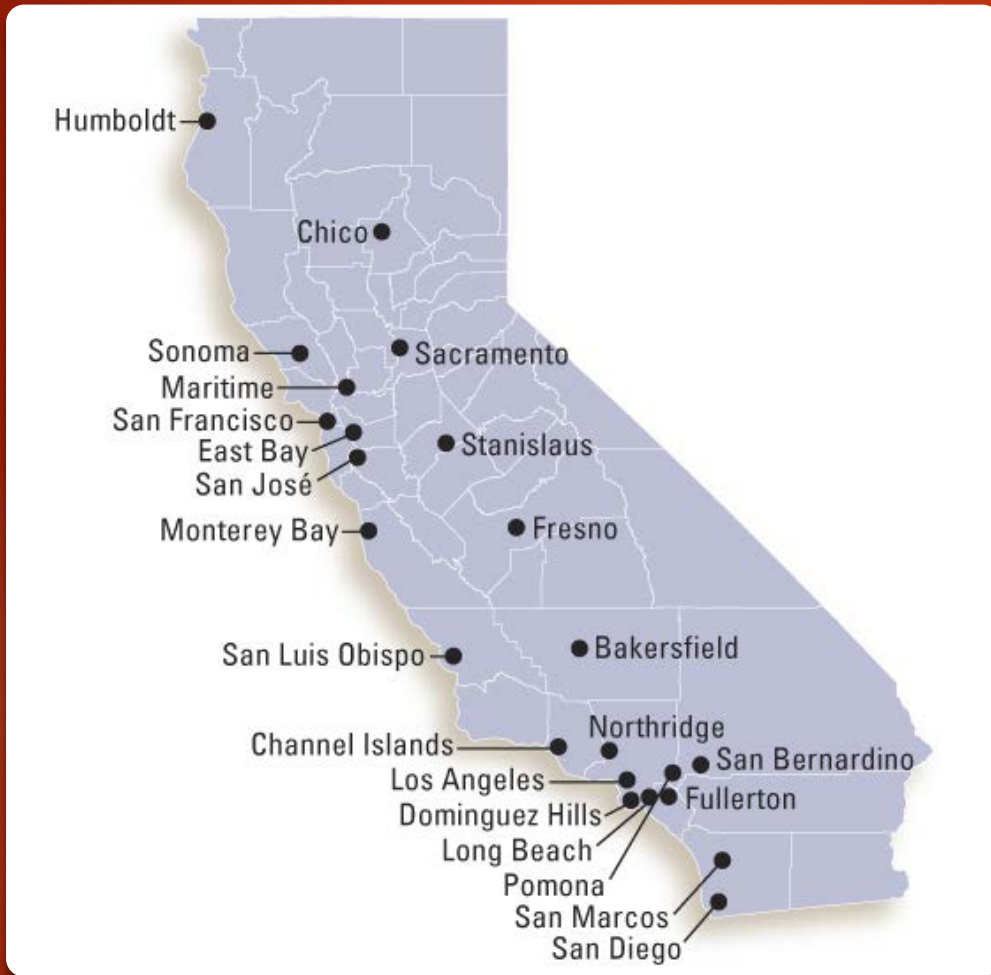 Humboldt
Chico
Sonoma
Sacramento
Maritime
San Francisco
East Bay
Stanislaus
San José
Monterey Bay
Fresno
San Luis Obispo
Bakersfield
Northridge
Channel Islands
San Bernardino
Los Angeles
Fullerton
Dominguez Hills
Long Beach
Pomona
San Marcos
San Diego